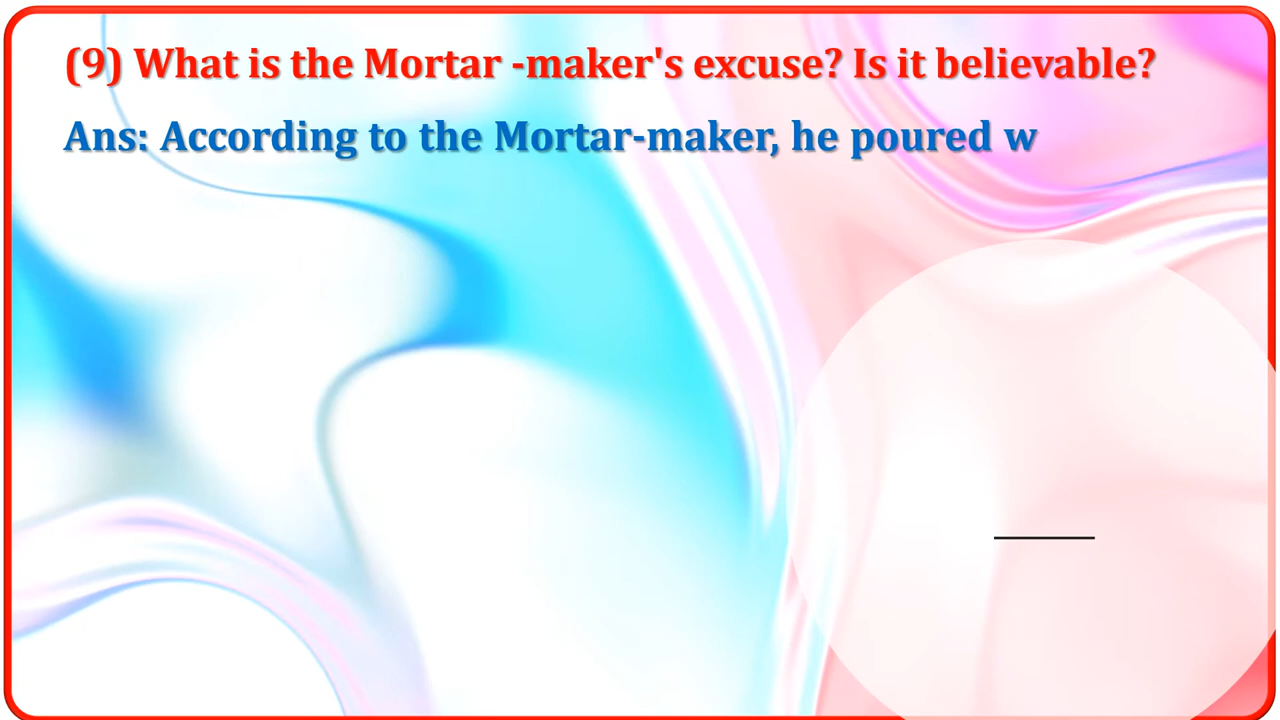 (9) What is the Mortar -maker's excuse? Is it believable?
Ans: According to the Mortar-maker, he poured w